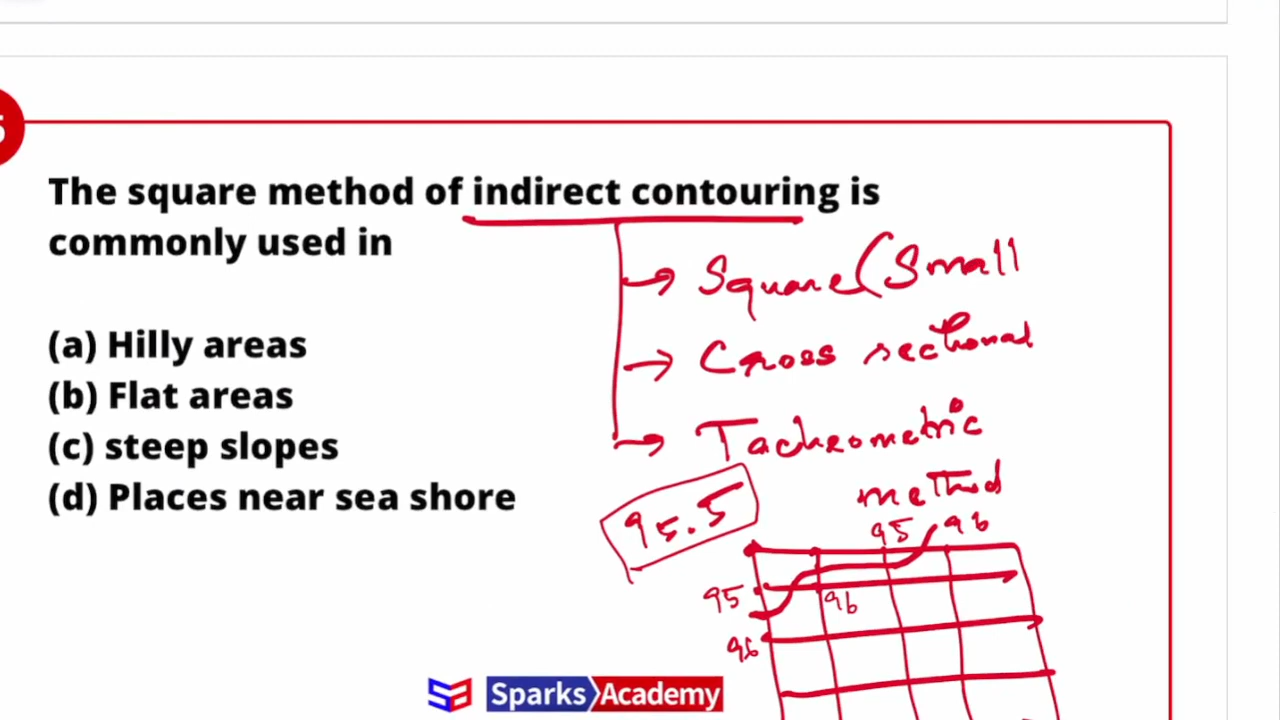 5
The square method of indirect contouring is
commonly used in
(a) Hilly areas
(b) Flat areas
(c) steep slopes
(d) Places near sea shore
Square (Small
Cross sectional
Tacheometric
method
95.5
95 96
95
96
96
Sparks Academy